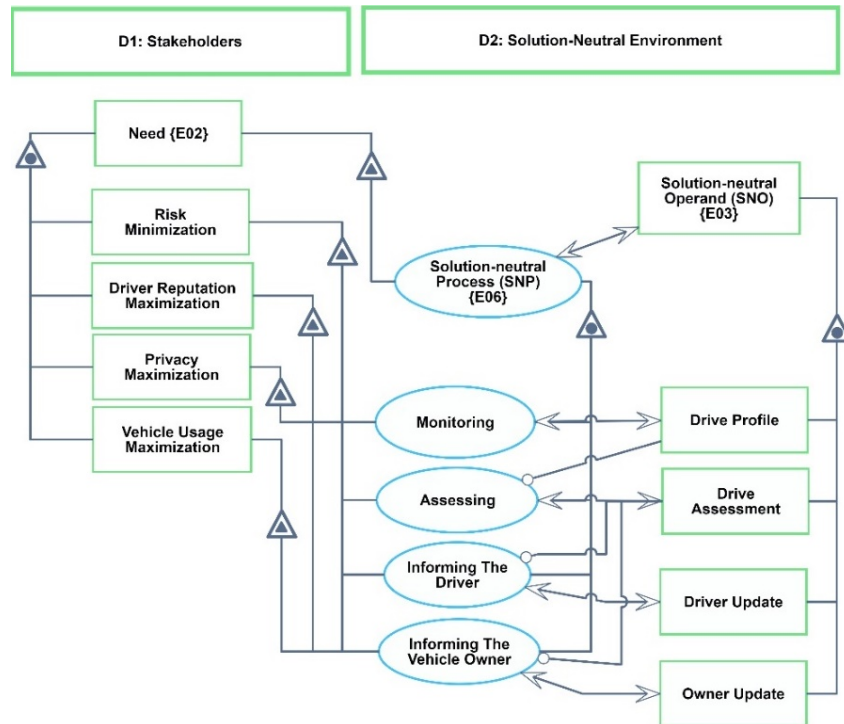 D1: Stakeholders
D2: Solution-Neutral Environment
Need {E02}
Solution-neutral
Operand (SNO)
{E03}
Risk
Minimization
Solution-neutral
Process (SNP)
{E06}
Driver Reputation
Maximization
Privacy
Maximization
Monitoring
Drive Profile
Vehicle Usage
Maximization
Assessing
Drive
Assessment
Informing The
Driver
Driver Update
Informing The
Vehicle Owner
Owner Update